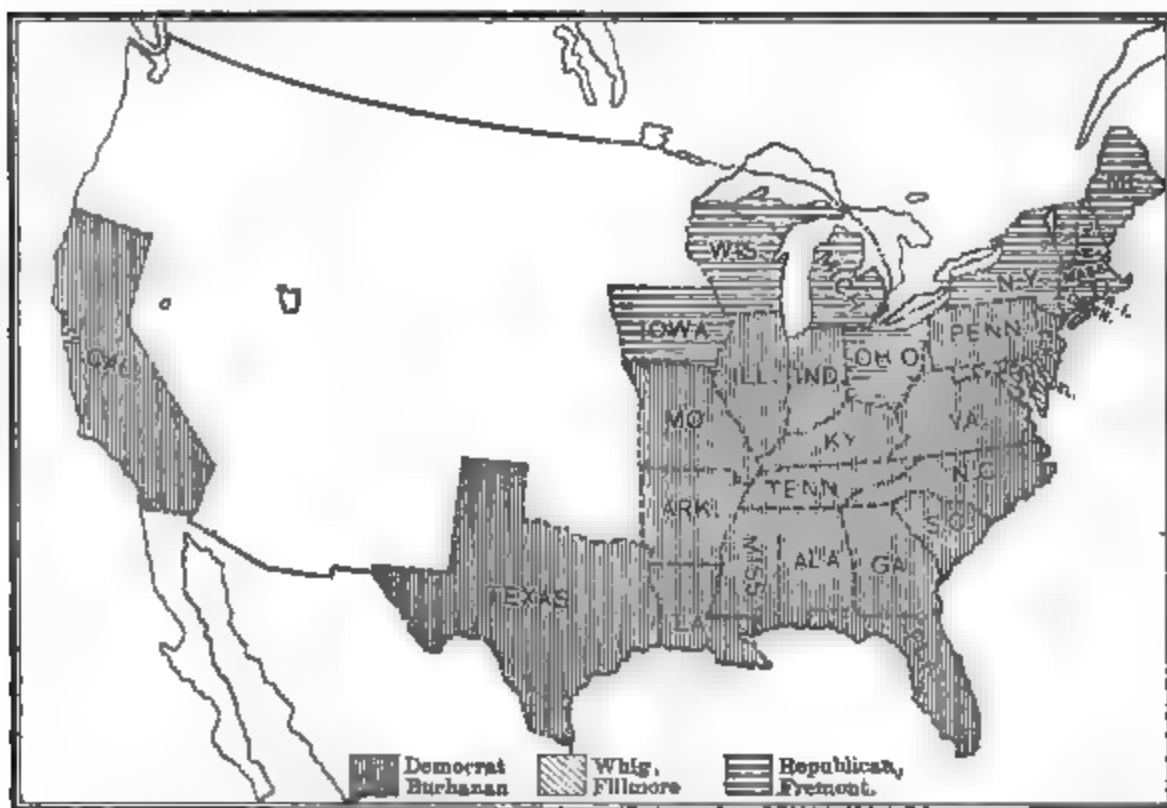 WIS.
IOWA
N.Y.
PENN
OHIO
ILL.
IND.
CAL.
MO
KY
VA.
N.C.
TENN
ARK.
S.C.
MISS
ALA
GA
TEXAS
LA
Democrat
Buchanan
Whig,
Fillmore
Republican,
Fremont.